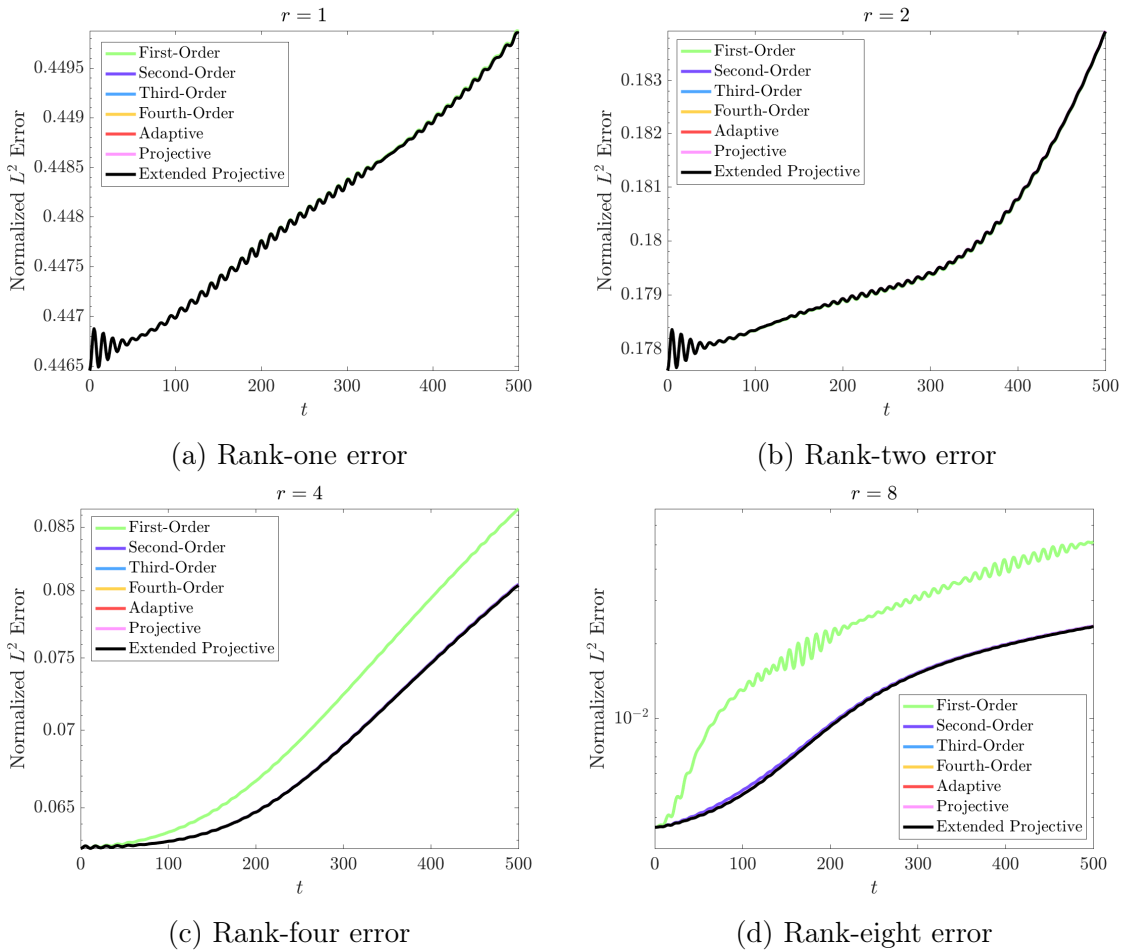 r = 1
Normalized L² Error
0.4495
0.449
0.4485
0.448
0.4475
0.447
0.4465
First-Order
Second-Order
Third-Order
Fourth-Order
Adaptive
Projective
Extended Projective
0 100 200 300 400 500
t
(a) Rank-one error
r = 2
Normalized L² Error
0.183
0.182
0.181
0.18
0.179
0.178
First-Order
Second-Order
Third-Order
Fourth-Order
Adaptive
Projective
Extended Projective
0 100 200 300 400 500
t
(b) Rank-two error
r = 4
Normalized L² Error
0.085
0.08
0.075
0.07
0.065
First-Order
Second-Order
Third-Order
Fourth-Order
Adaptive
Projective
Extended Projective
0 100 200 300 400 500
t
(c) Rank-four error
r = 8
Normalized L² Error
10⁻²
First-Order
Second-Order
Third-Order
Fourth-Order
Adaptive
Projective
Extended Projective
0 100 200 300 400 500
t
(d) Rank-eight error